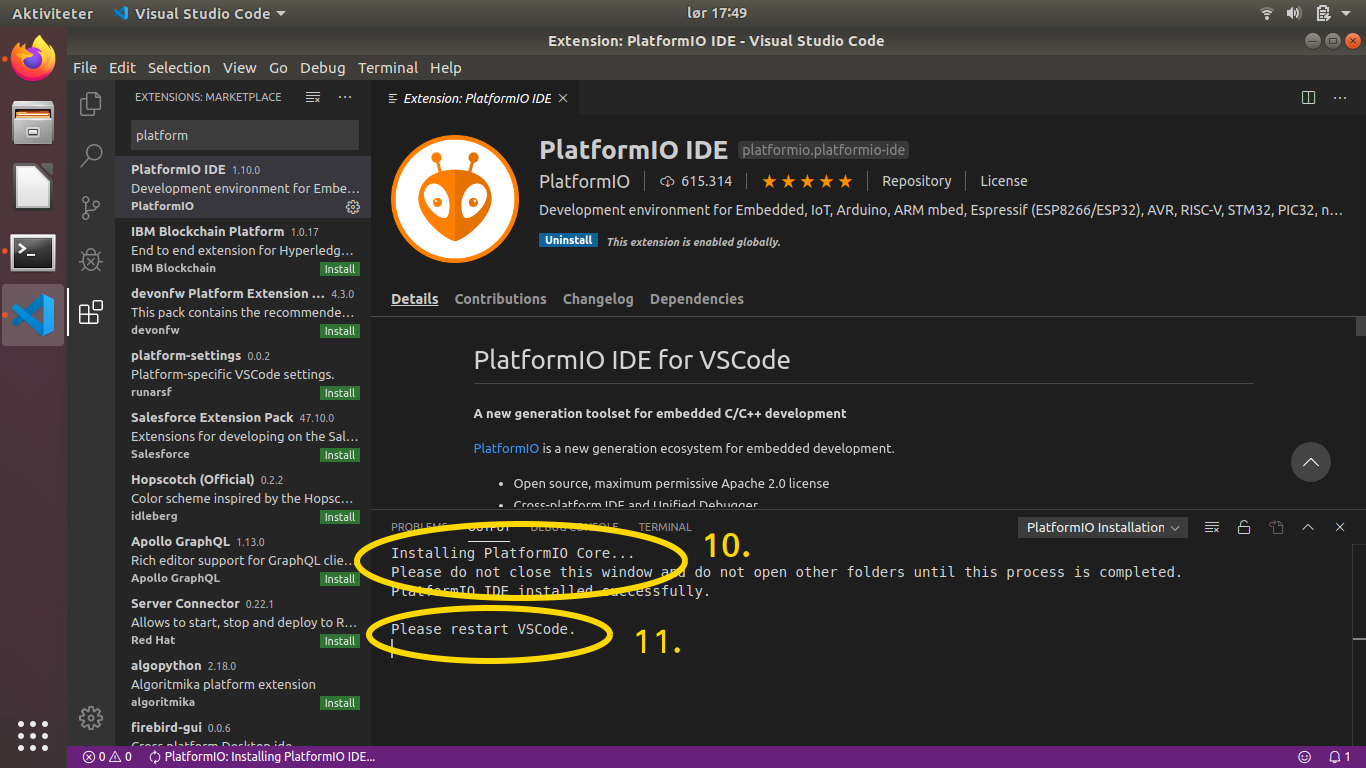 Aktiviteter
Visual Studio Code
lør 17:49
Extension: PlatformIO IDE - Visual Studio Code
File Edit Selection View Go Debug Terminal Help
EXTENSIONS: MARKETPLACE
platform
PlatformIO IDE 1.10.0
Development environment for Embe…
PlatformIO
IBM Blockchain Platform 1.0.17
End to end extension for Hyperledg…
IBM Blockchain Install
devonfw Platform Extension … 4.3.0
This pack contains the recommende…
devonfw Install
platform-settings 0.0.2
Platform-specific VSCode settings.
runarsf Install
Salesforce Extension Pack 47.10.0
Extensions for developing on the Sal…
Salesforce Install
Hopscotch (Official) 0.2.2
Color scheme inspired by the Hopsc…
idleberg Install
Apollo GraphQL 1.13.0
Rich editor support for GraphQL clie…
Apollo GraphQL Install
Server Connector 0.22.1
Allows to start, stop and deploy to R…
Red Hat Install
algopython 2.18.0
Algoritmika platform extension
algoritmika Install
firebird-gui 0.0.6
Cross platform Desktop ide
Extension: PlatformIO IDE
PlatformIO IDE platformio.platformio-ide
PlatformIO 615.314 Repository License
Development environment for Embedded, IoT, Arduino, ARM mbed, Espressif (ESP8266/ESP32), AVR, RISC-V, STM32, PIC32, n…
Uninstall This extension is enabled globally.
Details Contributions Changelog Dependencies
PlatformIO IDE for VSCode
A new generation toolset for embedded C/C++ development
PlatformIO is a new generation ecosystem for embedded development.
• Open source, maximum permissive Apache 2.0 license
• Cross-platform IDE and Unified Debugger
PROBLEMS OUTPUT DEBUG CONSOLE TERMINAL
PlatformIO Installation
Installing PlatformIO Core...
10.
Please do not close this window and do not open other folders until this process is completed.
PlatformIO IDE installed successfully.
Please restart VSCode.
11.
0 0 PlatformIO: Installing PlatformIO IDE...
1